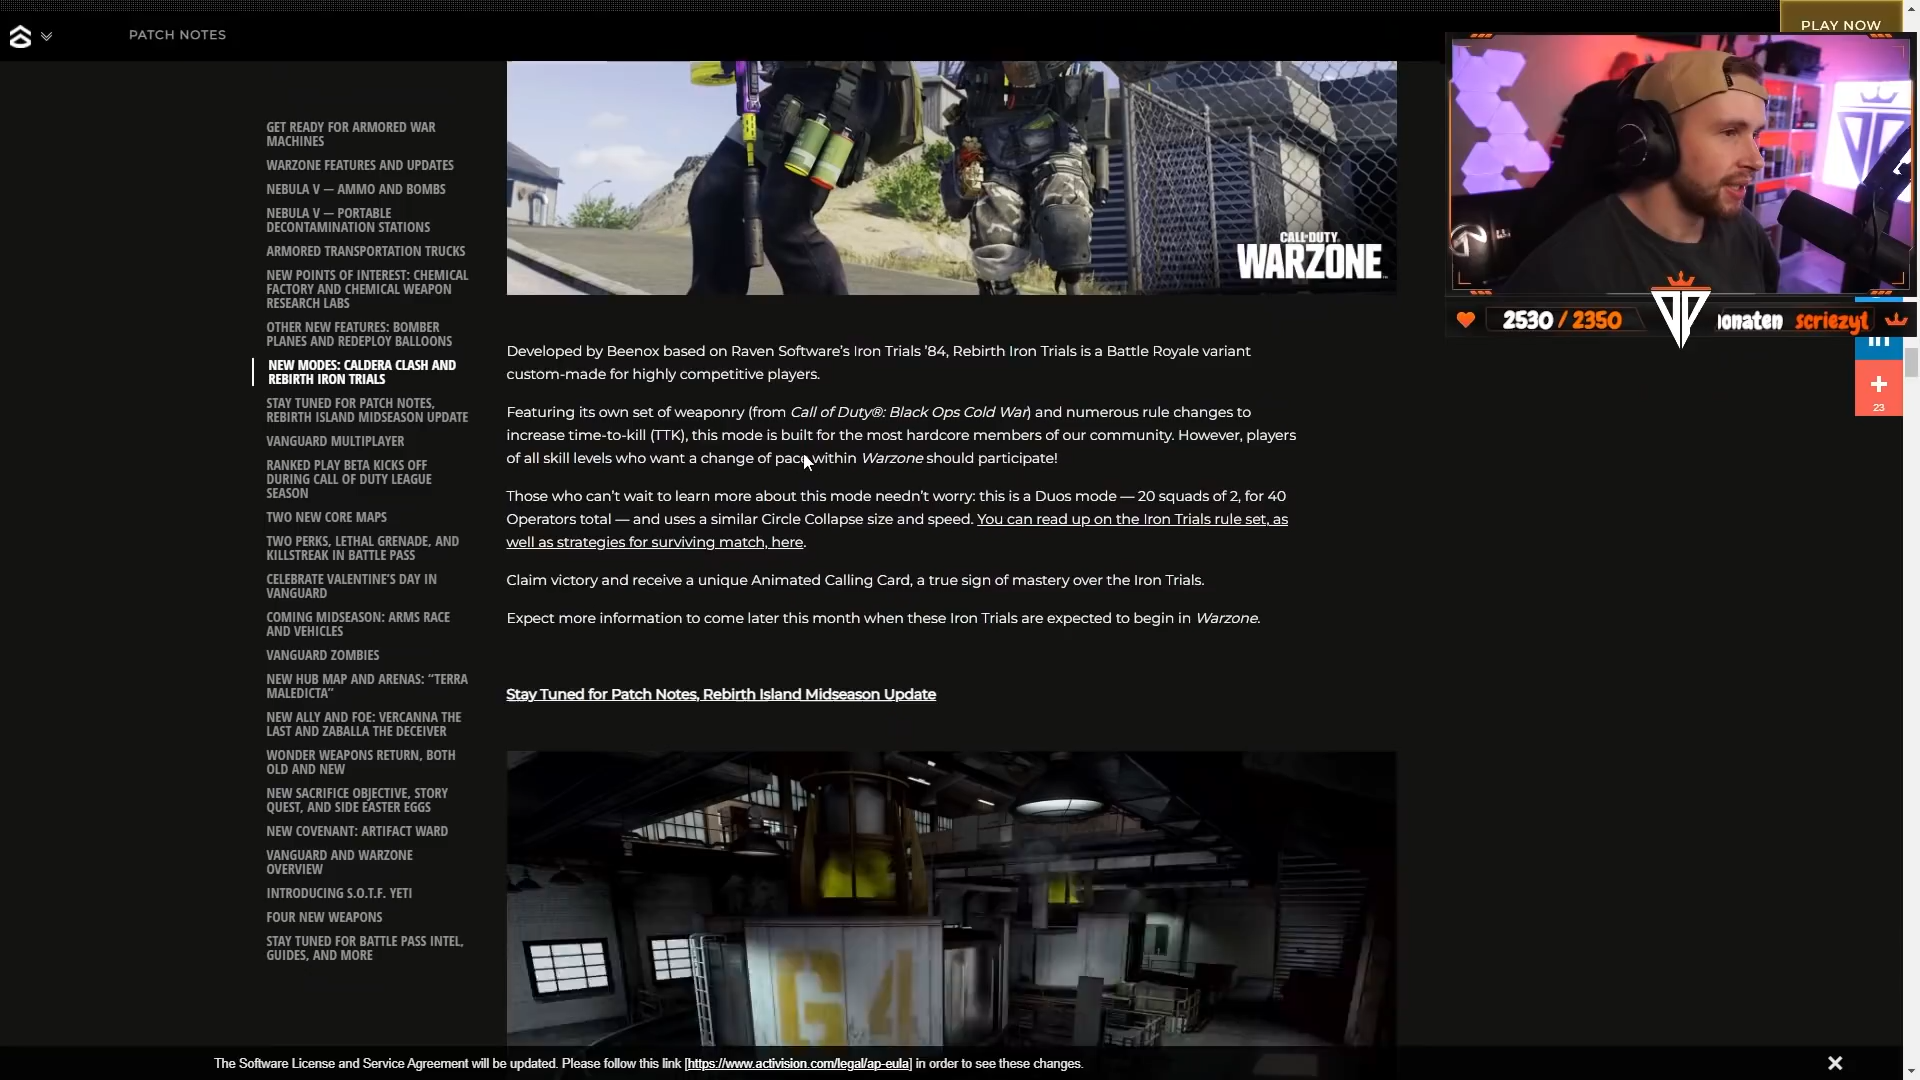 PATCH NOTES
PLAY NOW
GET READY FOR ARMORED WAR
MACHINES
WARZONE FEATURES AND UPDATES
NEBULA V — AMMO AND BOMBS
NEBULA V — PORTABLE
DECONTAMINATION STATIONS
ARMORED TRANSPORTATION TRUCKS
NEW POINTS OF INTEREST: CHEMICAL
FACTORY AND CHEMICAL WEAPON
RESEARCH LABS
OTHER NEW FEATURES: BOMBER
PLANES AND REDEPLOY BALLOONS
NEW MODES: CALDERA CLASH AND
REBIRTH IRON TRIALS
STAY TUNED FOR PATCH NOTES,
REBIRTH ISLAND MIDSEASON UPDATE
VANGUARD MULTIPLAYER
RANKED PLAY BETA KICKS OFF
DURING CALL OF DUTY LEAGUE
SEASON
TWO NEW CORE MAPS
TWO PERKS, LETHAL GRENADE, AND
KILLSTREAK IN BATTLE PASS
CELEBRATE VALENTINE'S DAY IN
VANGUARD
COMING MIDSEASON: ARMS RACE
AND VEHICLES
VANGUARD ZOMBIES
NEW HUB MAP AND ARENAS: “TERRA
MALEDICTA”
NEW ALLY AND FOE: VERCANNA THE
LAST AND ZABALLA THE DECEIVER
WONDER WEAPONS RETURN, BOTH
OLD AND NEW
NEW SACRIFICE OBJECTIVE, STORY
QUEST, AND SIDE EASTER EGGS
NEW COVENANT: ARTIFACT WARD
VANGUARD AND WARZONE
OVERVIEW
INTRODUCING S.O.T.F. YETI
FOUR NEW WEAPONS
STAY TUNED FOR BATTLE PASS INTEL,
GUIDES, AND MORE
CALL OF DUTY
WARZONE
Developed by Beenox based on Raven Software’s Iron Trials ’84, Rebirth Iron Trials is a Battle Royale variant
custom-made for highly competitive players.
Featuring its own set of weaponry (from Call of Duty®: Black Ops Cold War) and numerous rule changes to
increase time-to-kill (TTK), this mode is built for the most hardcore members of our community. However, players
of all skill levels who want a change of pace within Warzone should participate!
Those who can’t wait to learn more about this mode needn’t worry: this is a Duos mode — 20 squads of 2, for 40
Operators total — and uses a similar Circle Collapse size and speed. You can read up on the Iron Trials rule set, as
well as strategies for surviving match, here.
Claim victory and receive a unique Animated Calling Card, a true sign of mastery over the Iron Trials.
Expect more information to come later this month when these Iron Trials are expected to begin in Warzone.
Stay Tuned for Patch Notes, Rebirth Island Midseason Update
G4
2530 / 2350
onaten scriezyt
in
23
The Software License and Service Agreement will be updated. Please follow this link [https://www.activision.com/legal/ap-eula] in order to see these changes.